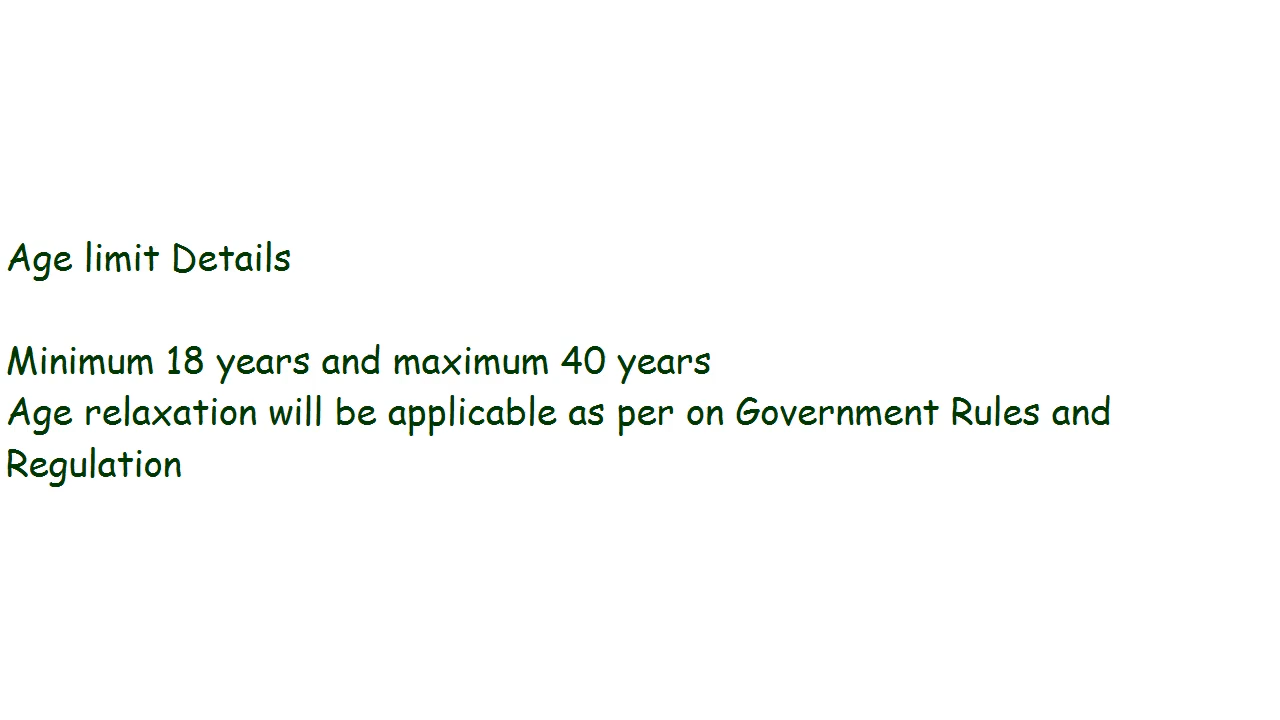 Age limit Details
Minimum 18 years and maximum 40 years
Age relaxation will be applicable as per on Government Rules and
Regulation